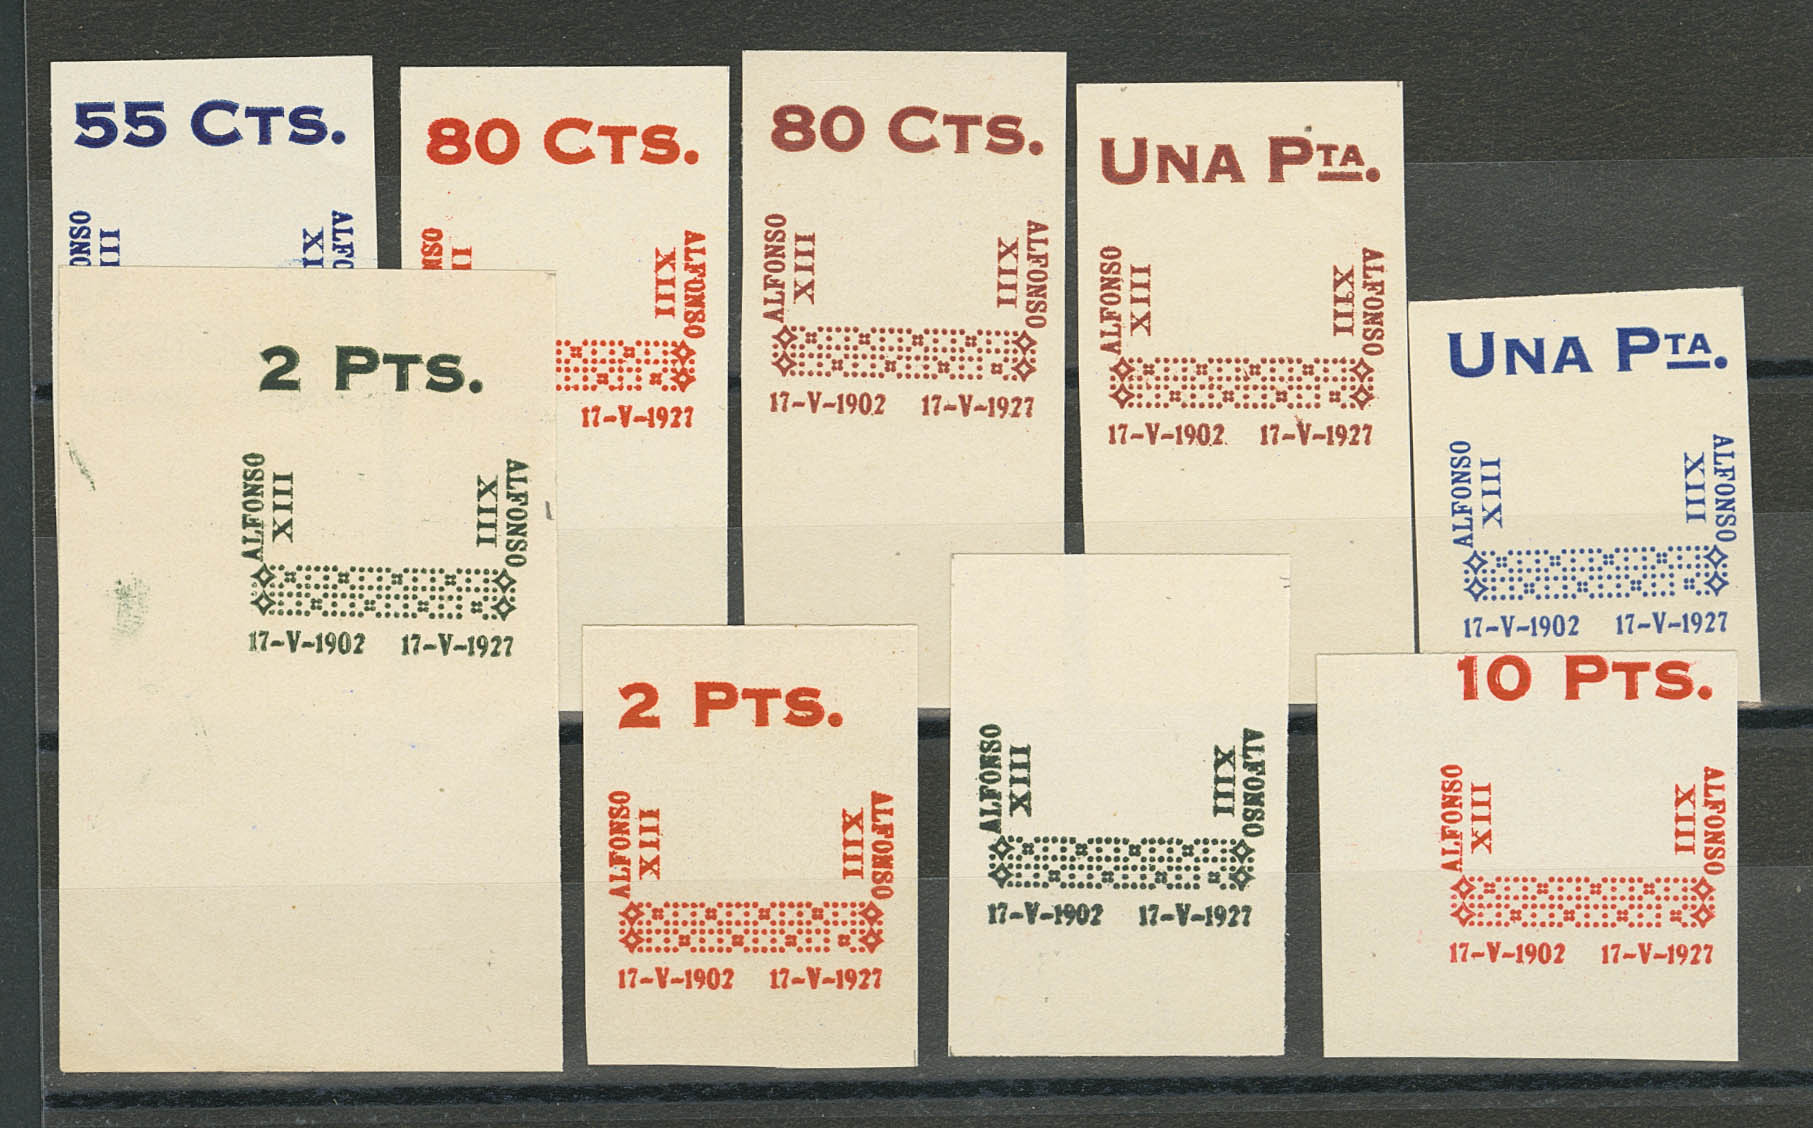 55 CTS.
XIII
80 CTS.
XIII
ALFONSO
17-V-1927
80 CTS.
ALFONSO
XIII
XIII
ALFONSO
17-V-1902 17-V-1927
UNA PTA.
ALFONSO
XIII
XIII
ALFONSO
17-V-1902 17-V-1927
UNA PTA.
ALFONSO
XIII
XIII
ALFONSO
17-V-1902 17-V-1927
2 PTS.
ALFONSO
XIII
XIII
ALFONSO
17-V-1902 17-V-1927
2 PTS.
ALFONSO
XIII
XIII
ALFONSO
17-V-1902 17-V-1927
ALFONSO
XIII
XIII
ALFONSO
17-V-1902 17-V-1927
10 PTS.
ALFONSO
XIII
XIII
ALFONSO
17-V-1902 17-V-1927